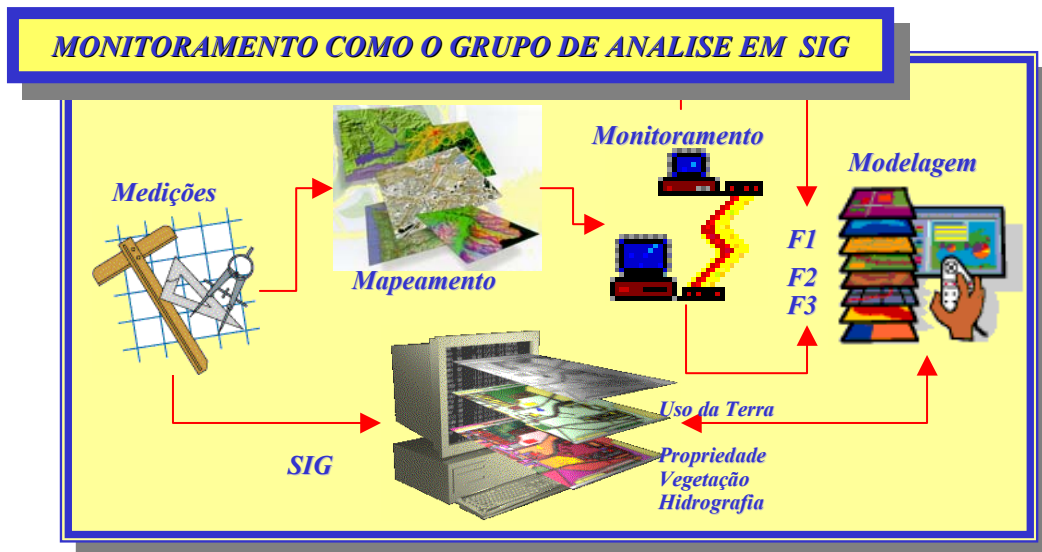 MONITORAMENTO COMO O GRUPO DE ANALISE EM SIG
Monitoramento
Modelagem
Medições
F1
Mapeamento
F2
F3
Uso da Terra
SIG
Propriedade
Vegetação
Hidrografia